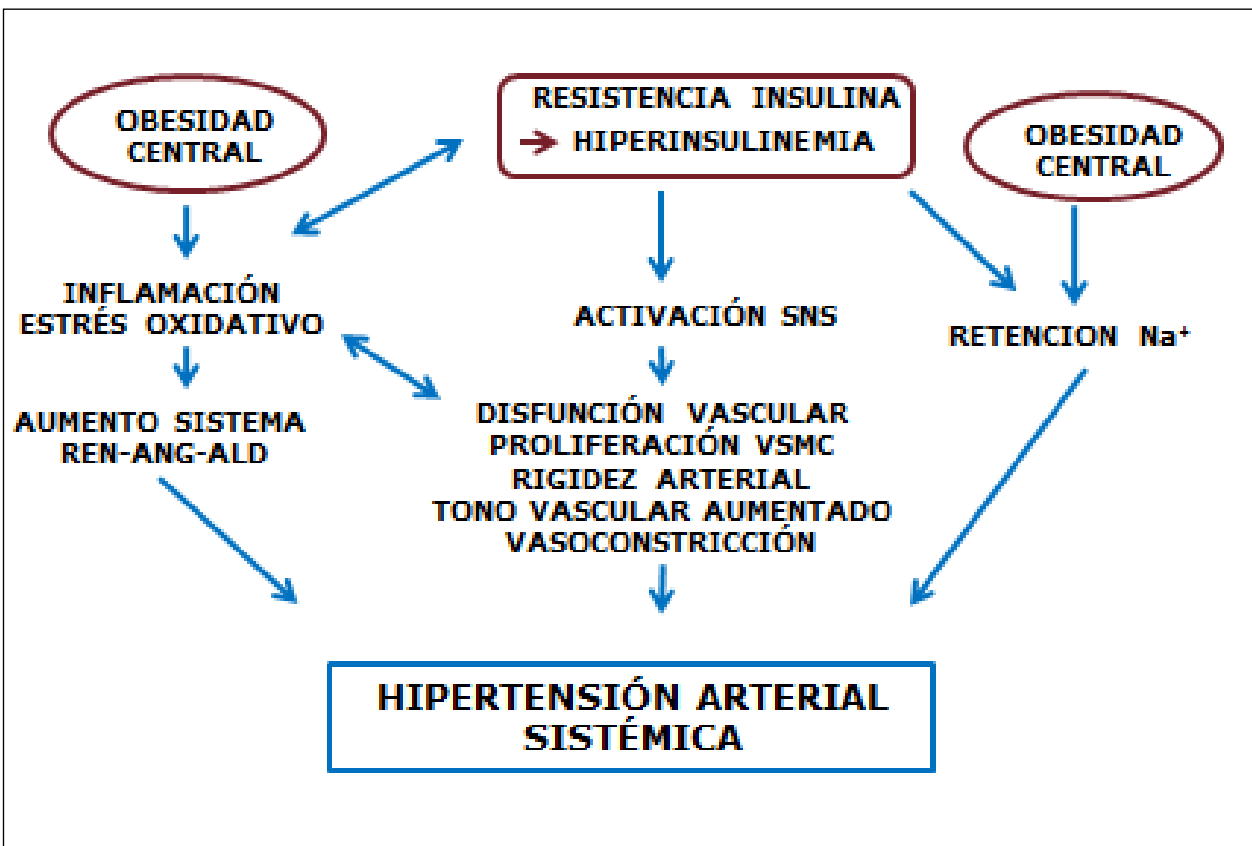 OBESIDAD
CENTRAL
RESISTENCIA INSULINA
→ HIPERINSULINEMIA
OBESIDAD
CENTRAL
INFLAMACIÓN
ESTRÉS OXIDATIVO
ACTIVACIÓN SNS
RETENCION Na⁺
AUMENTO SISTEMA
REN-ANG-ALD
DISFUNCIÓN VASCULAR
PROLIFERACIÓN VSMC
RIGIDEZ ARTERIAL
TONO VASCULAR AUMENTADO
VASOCONSTRICCIÓN
HIPERTENSIÓN ARTERIAL
SISTÉMICA